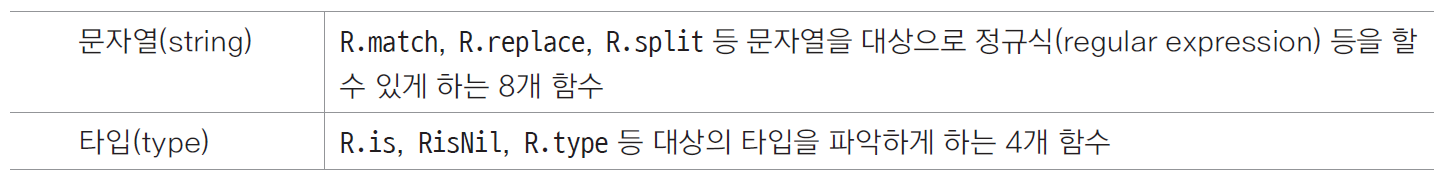 문자열(string)
R.match, R.replace, R.split 등 문자열을 대상으로 정규식(regular expression) 등을 할
수 있게 하는 8개 함수
타입(type)
R.is, RisNil, R.type 등 대상의 타입을 파악하게 하는 4개 함수